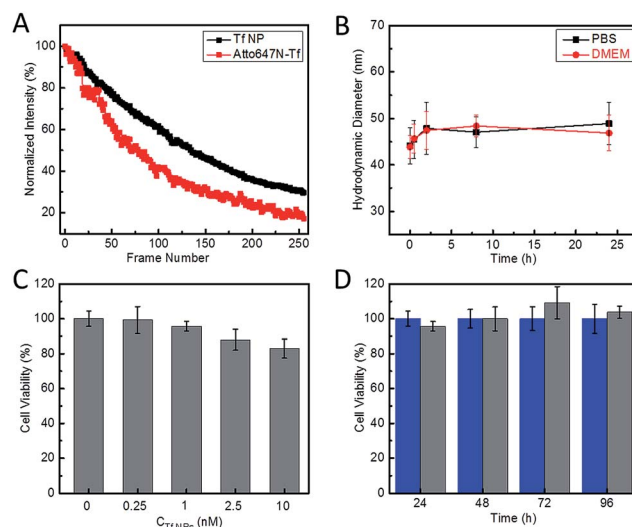 A
Tf NP
Atto647N-Tf
Normalized Intensity (%)
100
80
60
40
20
0
50
100
150
200
250
Frame Number
B
PBS
DMEM
Hydrodynamic Diameter (nm)
70
60
50
40
30
0
5
10
15
20
25
Time (h)
C
Cell Viability (%)
120
100
80
60
40
20
0
0
0.25
1
2.5
10
C Tf NPs (nM)
D
Cell Viability (%)
120
100
80
60
40
20
0
24
48
72
96
Time (h)